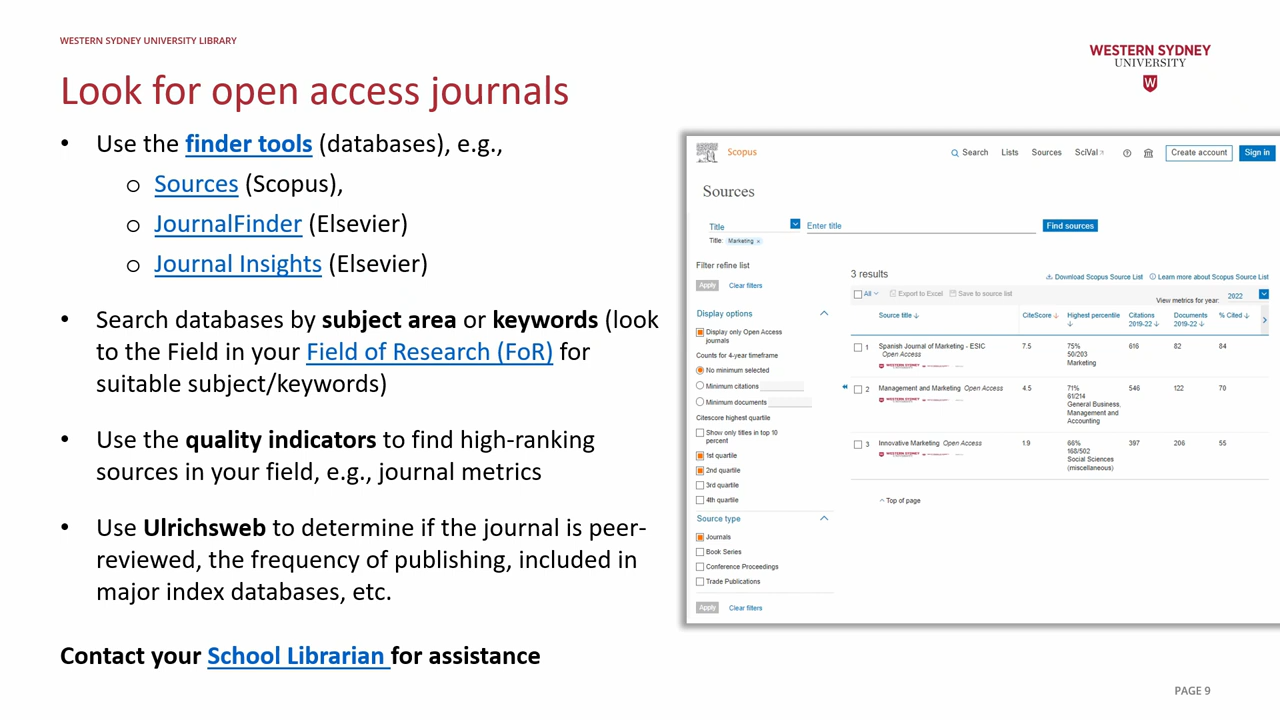 WESTERN SYDNEY UNIVERSITY LIBRARY
WESTERN SYDNEY
UNIVERSITY
W
Look for open access journals
• Use the finder tools (databases), e.g.,
o Sources (Scopus),
o JournalFinder (Elsevier)
o Journal Insights (Elsevier)
• Search databases by subject area or keywords (look
to the Field in your Field of Research (FoR) for
suitable subject/keywords)
• Use the quality indicators to find high-ranking
sources in your field, e.g., journal metrics
• Use Ulrichsweb to determine if the journal is peer-
reviewed, the frequency of publishing, included in
major index databases, etc.
Contact your School Librarian for assistance
Scopus
Search Lists Sources SciVal Create account Sign in
Sources
Title Enter title Find sources
Title: Marketing ×
Filter refine list
Apply Clear filters
Display options
Display only Open Access
journals
Counts for 4-year timeframe
No minimum selected
Minimum citations
Minimum documents
Citescore highest quartile
Show only titles in top 10
percent
1st quartile
2nd quartile
3rd quartile
4th quartile
Source type
Journals
Book Series
Conference Proceedings
Trade Publications
Apply Clear filters
3 results
Download Scopus Source List Learn more about Scopus Source List
All Export to Excel Save to source list
View metrics for year: 2022
Source title CiteScore Highest percentile Citations 2019-22 Documents 2019-22 % Cited
1 Spanish Journal of Marketing - ESIC 7.5 75% 616 82 84
Open Access 50/203
Marketing
WESTERN SYDNEY
2 Management and Marketing Open Access 4.5 71% 546 122 70
61/214
WESTERN SYDNEY
General Business,
Management and
Accounting
3 Innovative Marketing Open Access 1.9 66% 397 206 55
168/502
WESTERN SYDNEY
Social Sciences
(miscellaneous)
Top of page
PAGE 9